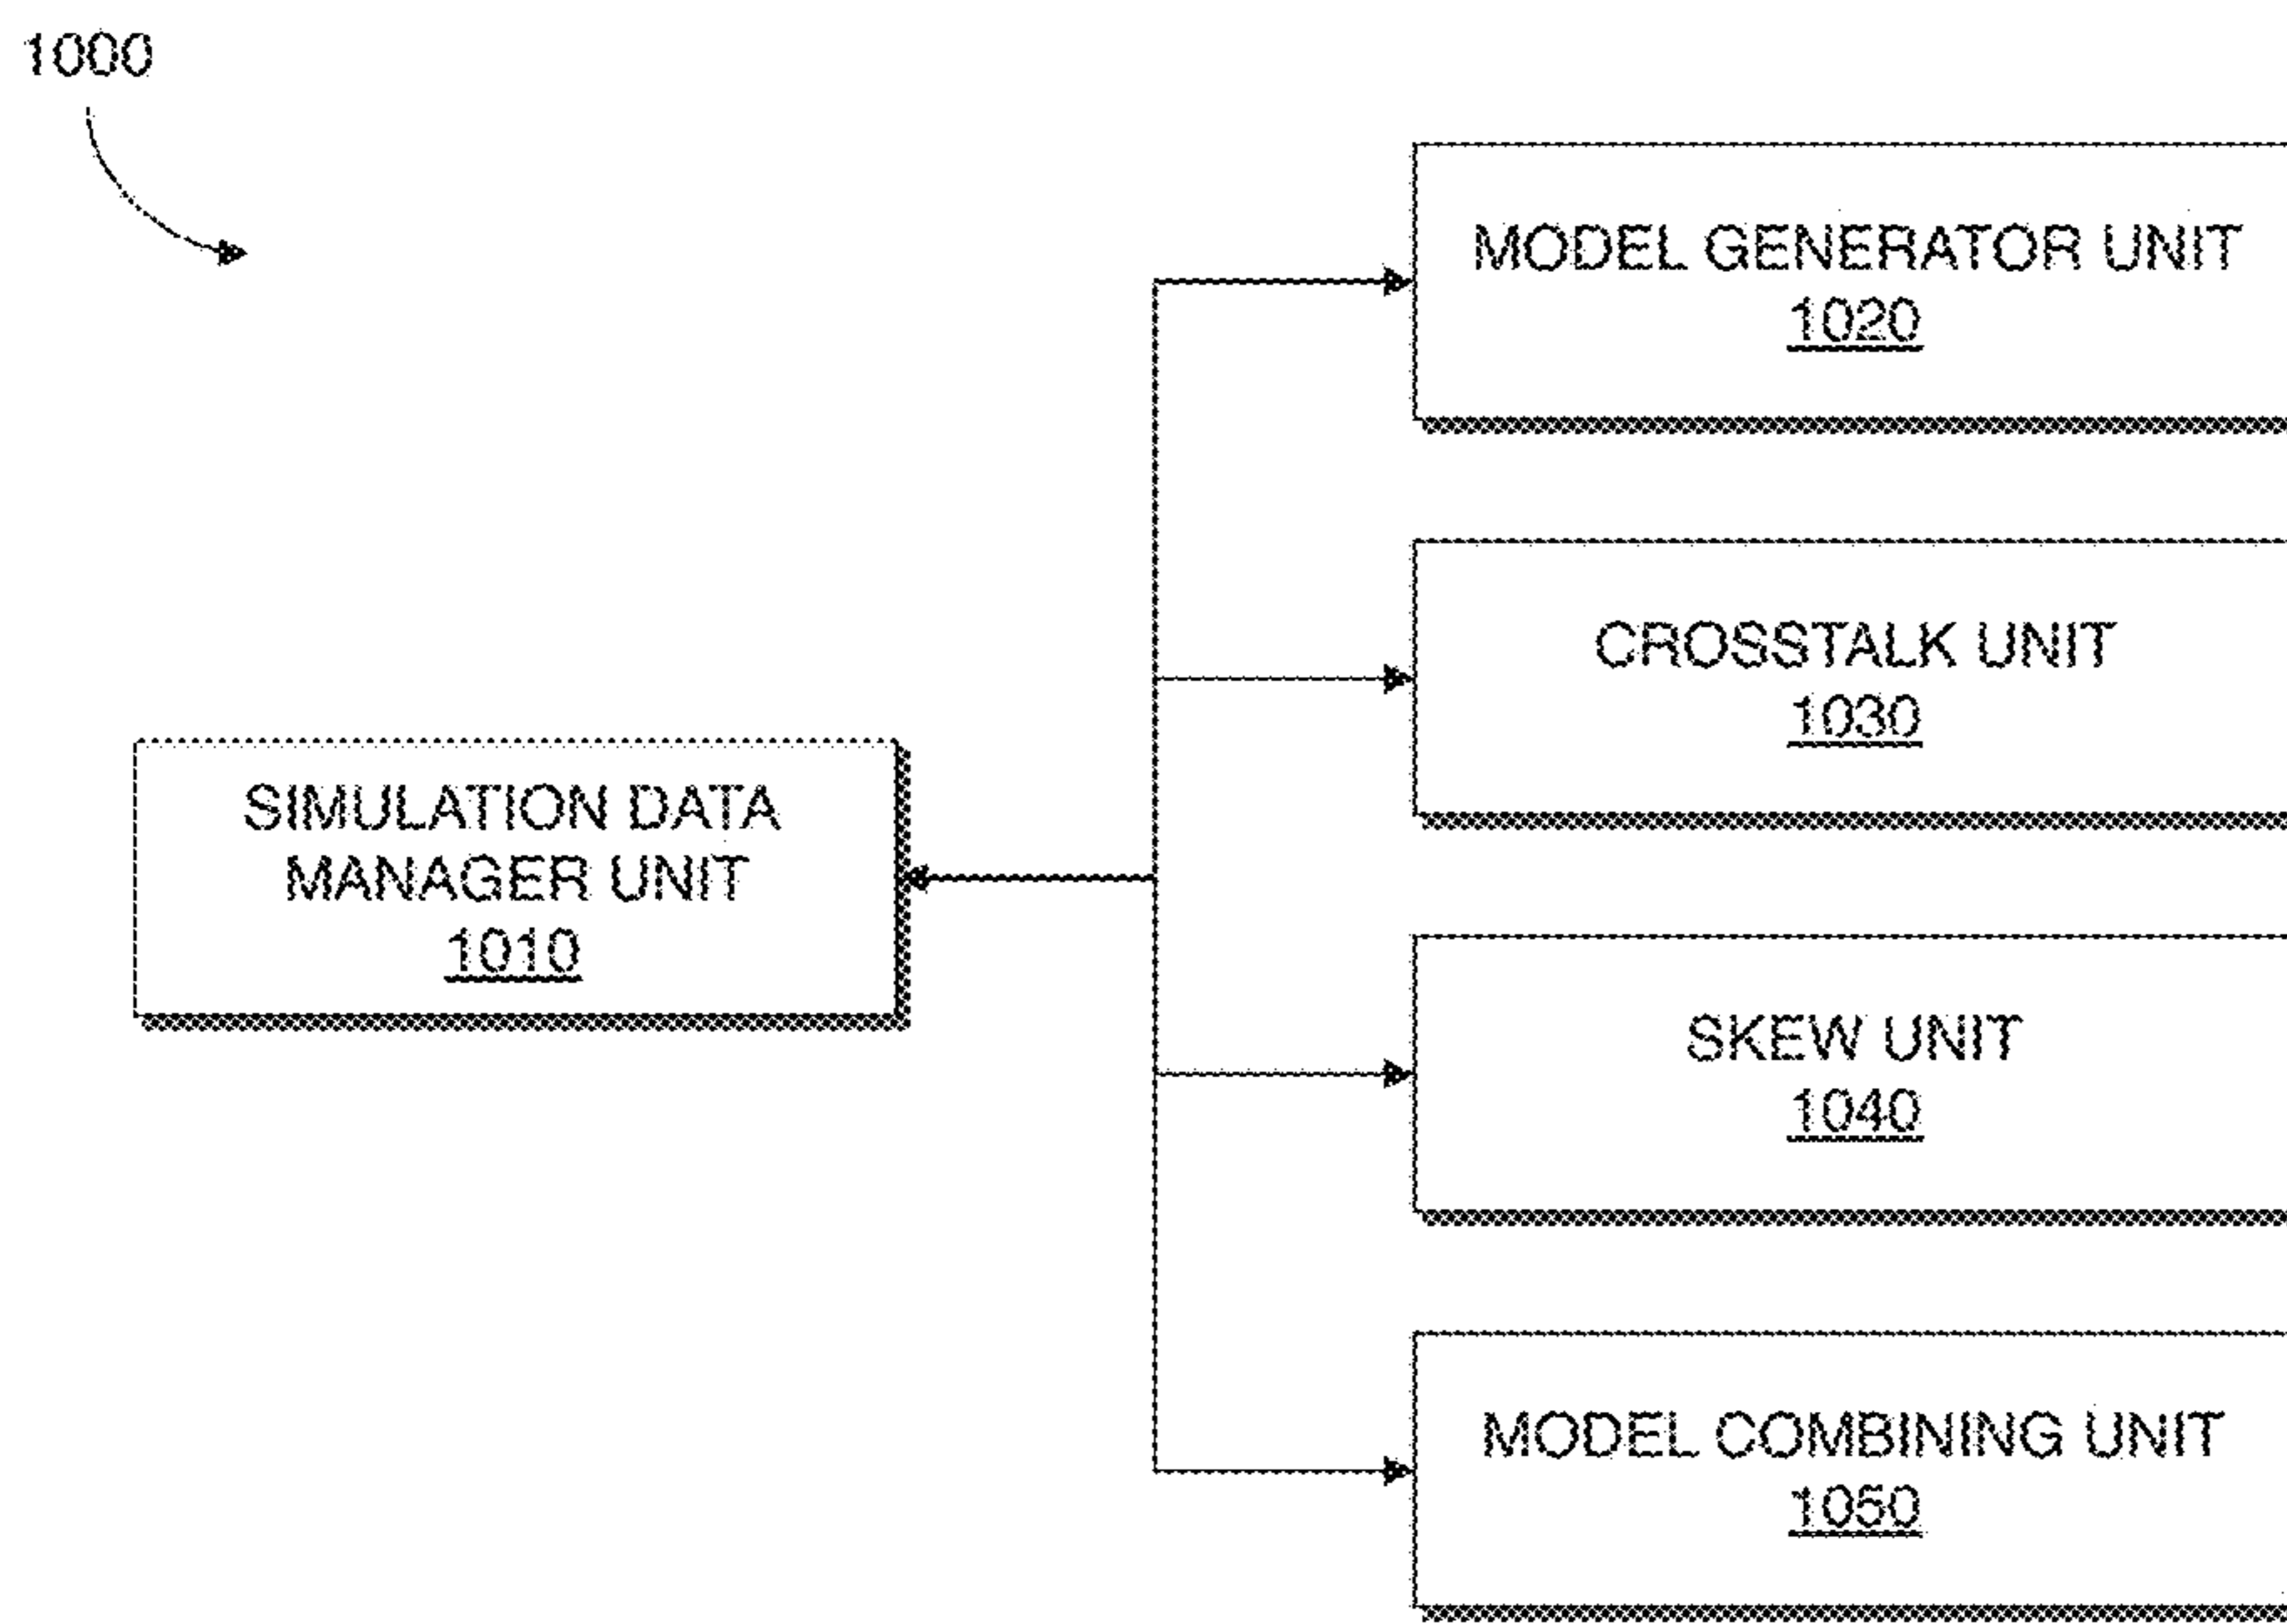 1000
MODEL GENERATOR UNIT
1020
CROSSTALK UNIT
1030
SIMULATION DATA
MANAGER UNIT
1010
SKEW UNIT
1040
MODEL COMBINING UNIT
1050